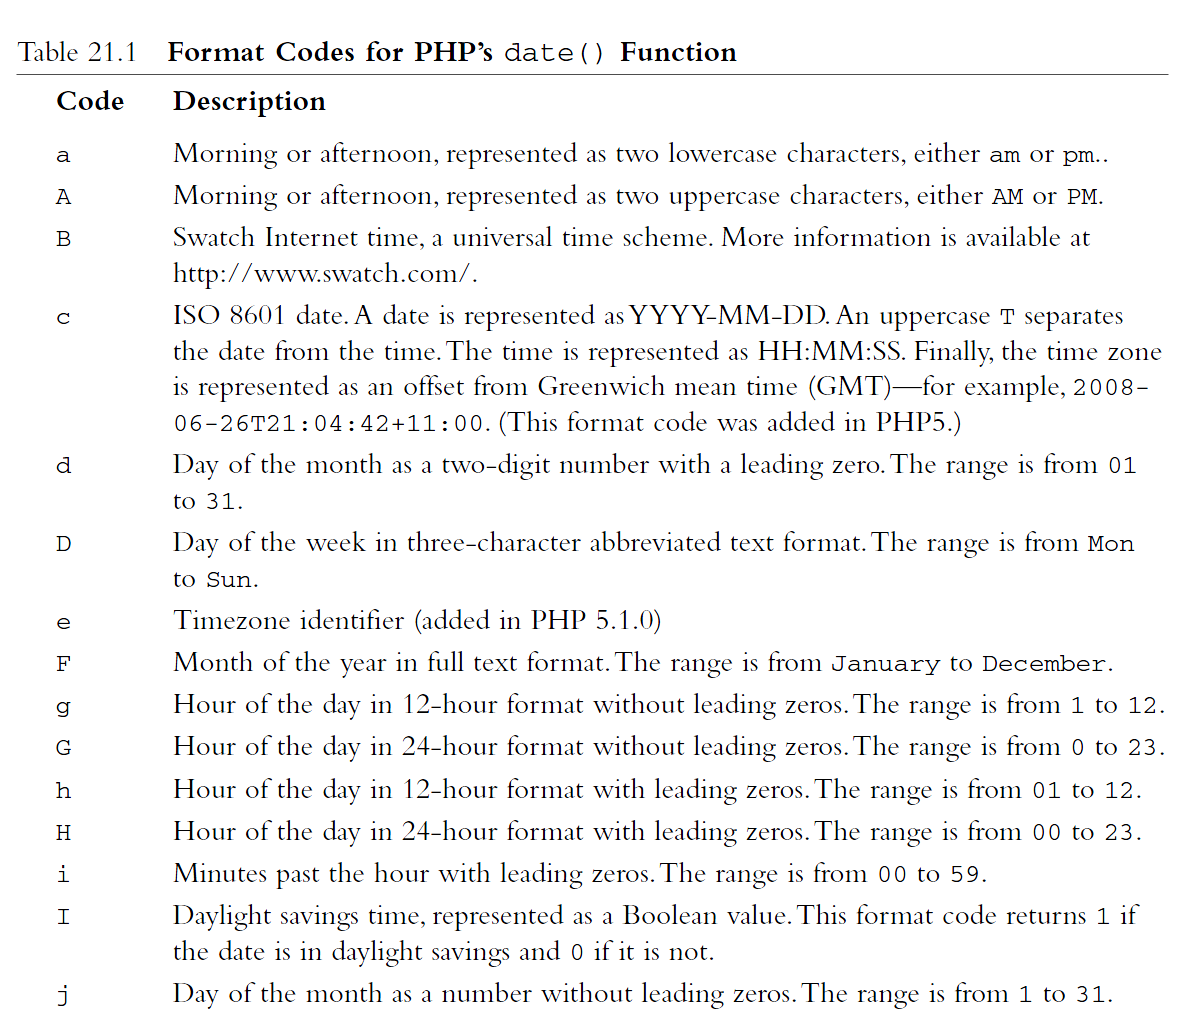 Table 21.1 Format Codes for PHP's date() Function
Code Description
a Morning or afternoon, represented as two lowercase characters, either am or pm..
A Morning or afternoon, represented as two uppercase characters, either AM or PM.
B Swatch Internet time, a universal time scheme. More information is available at
http://www.swatch.com/.
c ISO 8601 date. A date is represented as YYYY-MM-DD. An uppercase T separates
the date from the time. The time is represented as HH:MM:SS. Finally, the time zone
is represented as an offset from Greenwich mean time (GMT)—for example, 2008-
06-26T21:04:42+11:00. (This format code was added in PHP5.)
d Day of the month as a two-digit number with a leading zero. The range is from 01
to 31.
D Day of the week in three-character abbreviated text format. The range is from Mon
to Sun.
e Timezone identifier (added in PHP 5.1.0)
F Month of the year in full text format. The range is from January to December.
g Hour of the day in 12-hour format without leading zeros. The range is from 1 to 12.
G Hour of the day in 24-hour format without leading zeros. The range is from 0 to 23.
h Hour of the day in 12-hour format with leading zeros. The range is from 01 to 12.
H Hour of the day in 24-hour format with leading zeros. The range is from 00 to 23.
i Minutes past the hour with leading zeros. The range is from 00 to 59.
I Daylight savings time, represented as a Boolean value. This format code returns 1 if
the date is in daylight savings and 0 if it is not.
j Day of the month as a number without leading zeros. The range is from 1 to 31.